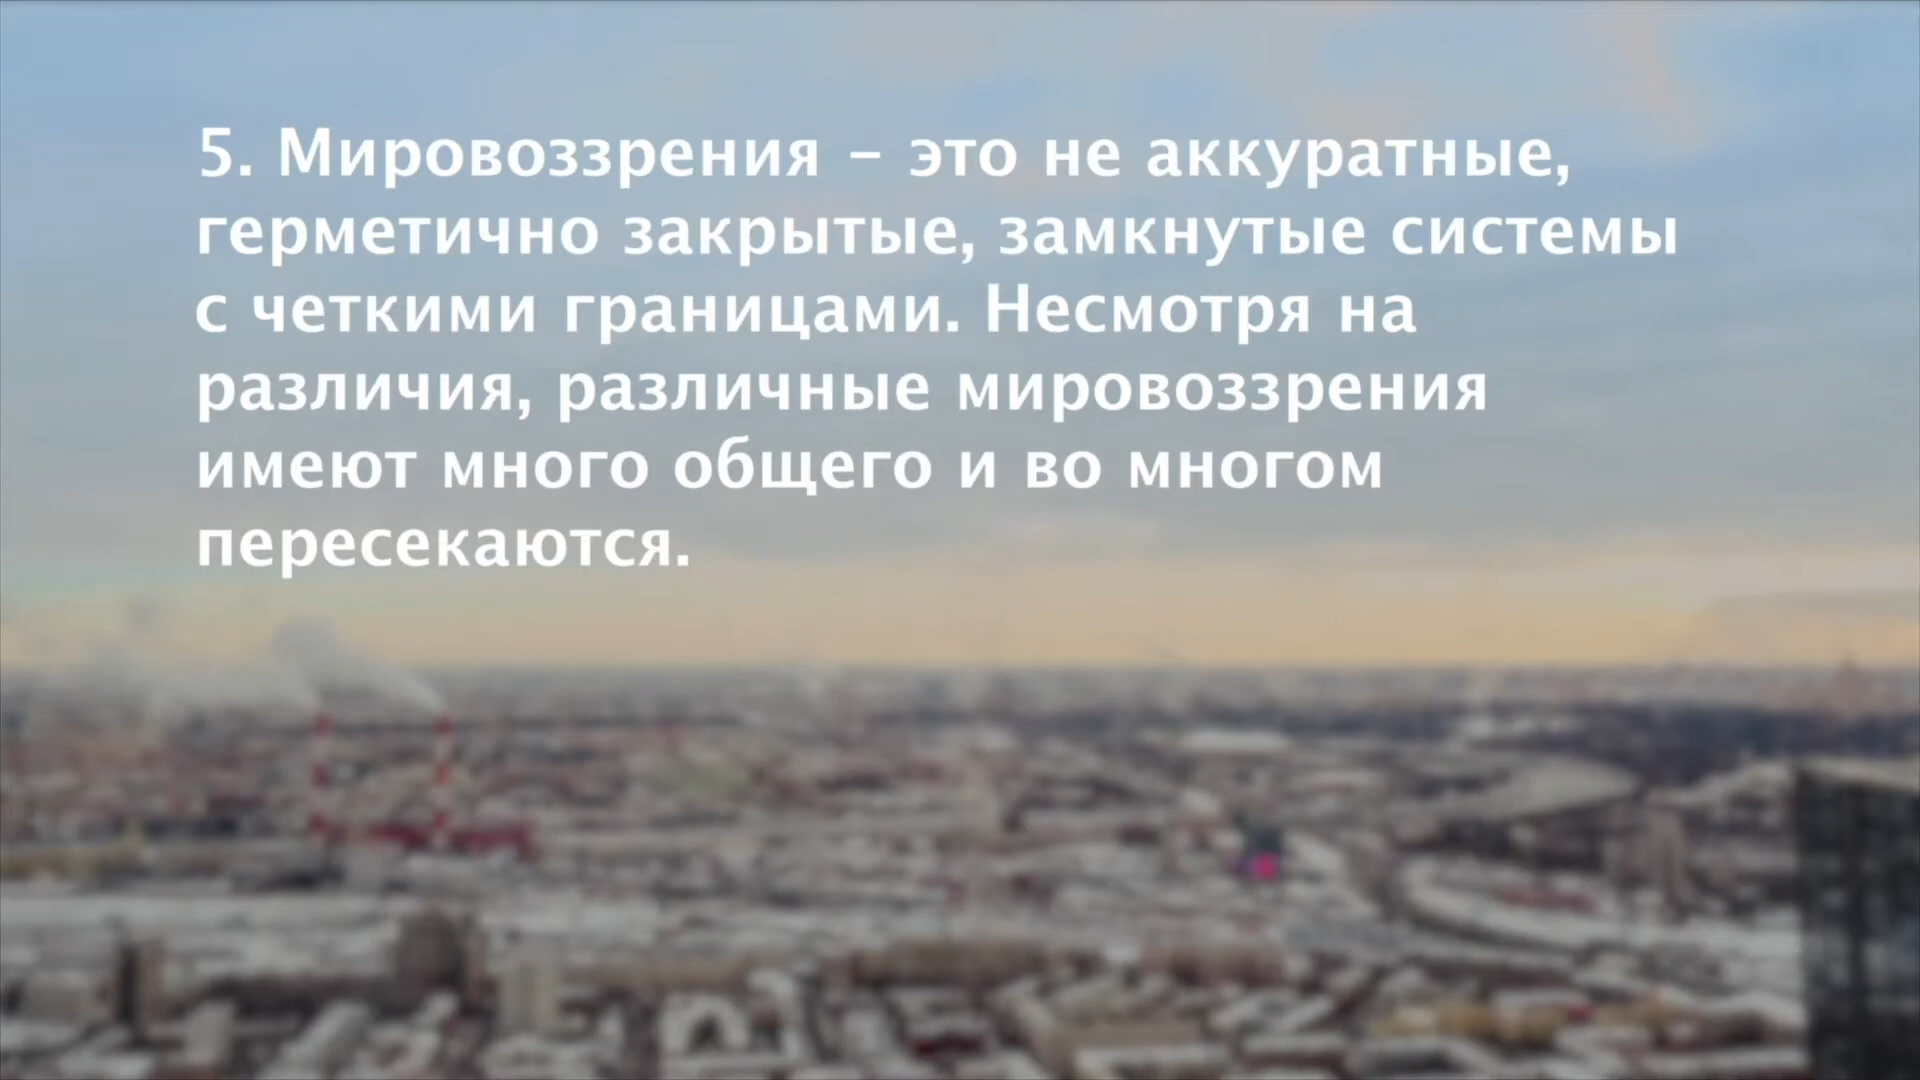 5. Мировоззрения – это не аккуратные,
герметично закрытые, замкнутые системы
с четкими границами. Несмотря на
различия, различные мировоззрения
имеют много общего и во многом
пересекаются.